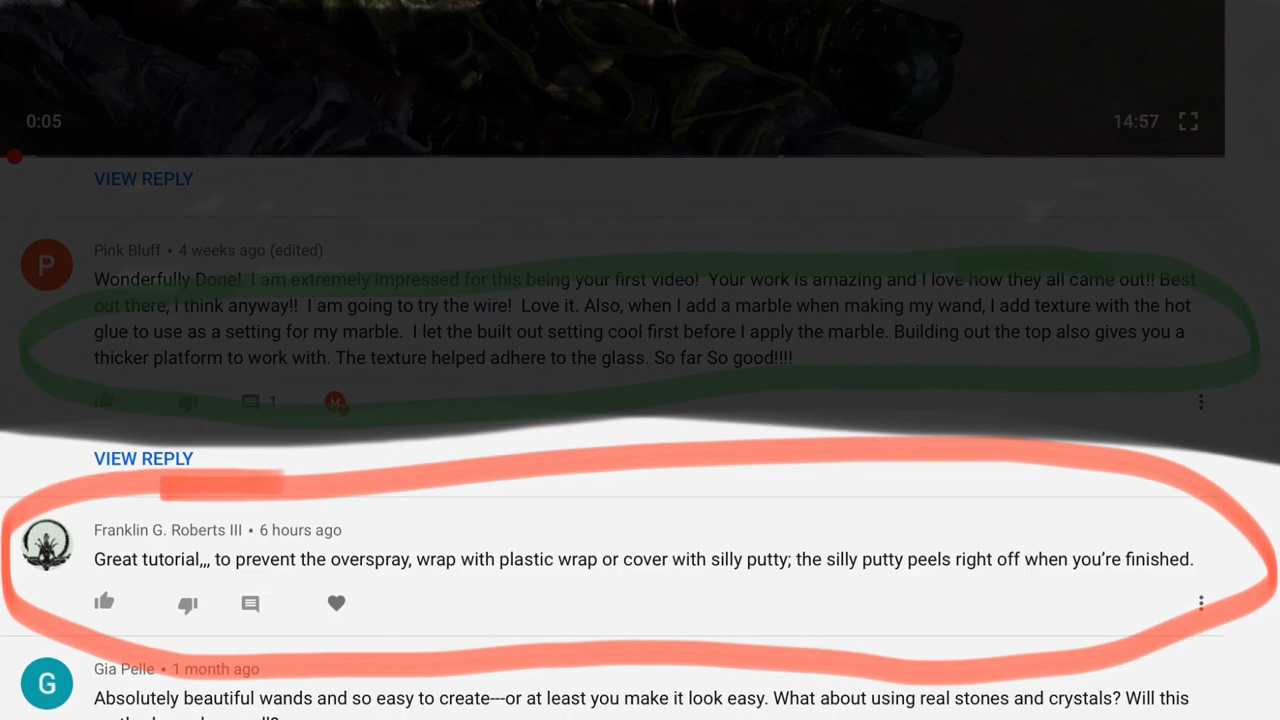 0:05
14:57
VIEW REPLY
P
Pink Bluff • 4 weeks ago (edited)
Wonderfully Done! I am extremely impressed for this being your first video! Your work is amazing and I love how they all came out!! Best
out there, I think anyway!! I am going to try the wire! Love it. Also, when I add a marble when making my wand, I add texture with the hot
glue to use as a setting for my marble. I let the built out setting cool first before I apply the marble. Building out the top also gives you a
thicker platform to work with. The texture helped adhere to the glass. So far So good!!!!
1
VIEW REPLY
Franklin G. Roberts III • 6 hours ago
Great tutorial,,, to prevent the overspray, wrap with plastic wrap or cover with silly putty; the silly putty peels right off when you’re finished.
G
Gia Pelle • 1 month ago
Absolutely beautiful wands and so easy to create---or at least you make it look easy. What about using real stones and crystals? Will this